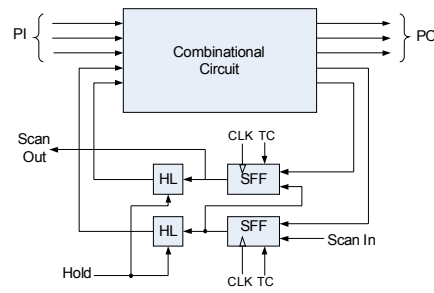 PI
Combinational
Circuit
PO
Scan
Out
CLK TC
HL
SFF
HL
SFF
Scan In
Hold
CLK TC